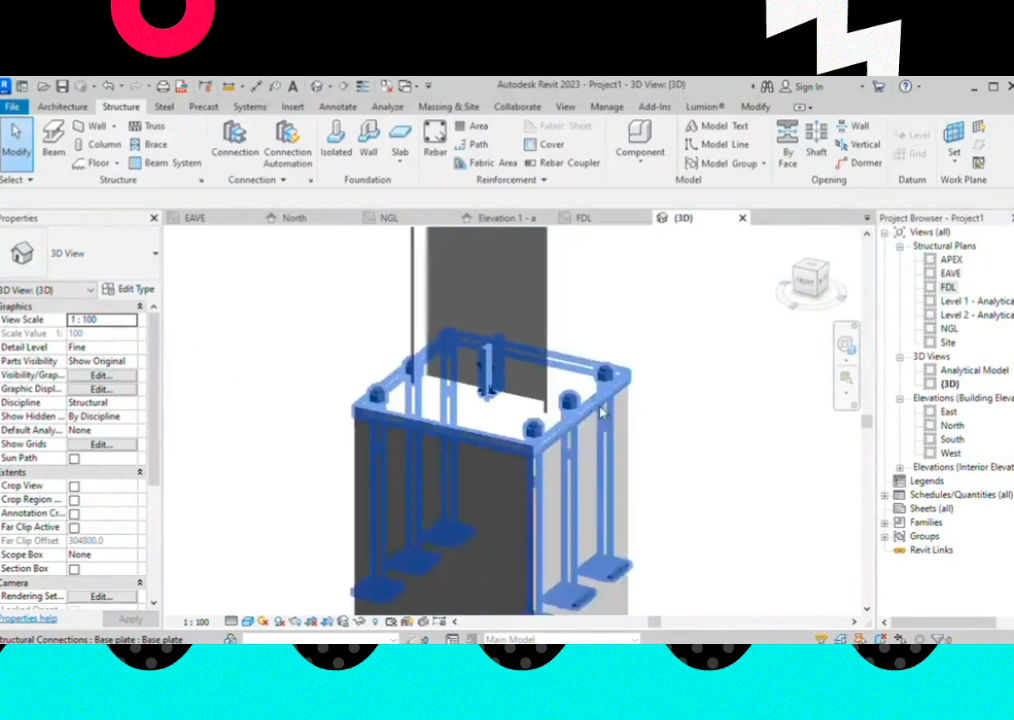 Autodesk Revit 2023 - Project1 - 3D View: {3D}
Sign In
File Architecture Structure Steel Precast Systems Insert Annotate Analyze Massing & Site Collaborate View Manage Add-Ins Lumion® Modify
Modify
Beam
Wall
Column
Floor
Truss
Brace
Beam System
Connection
Connection Automation
Isolated
Wall
Slab
Rebar
Area
Path
Fabric Area
Fabric Sheet
Cover
Rebar Coupler
Component
Model Text
Model Line
Model Group
By Face
Shaft
Wall
Vertical
Dormer
Level
Grid
Set
Select
Structure
Connection
Foundation
Reinforcement
Model
Opening
Datum
Work Plane
Properties
EAVE
North
NGL
Elevation 1 - a
FDL
{3D}
Project Browser - Project1
3D View
3D View: {3D}
Edit Type
Graphics
View Scale 1 : 100
Scale Value 1: 100
Detail Level Fine
Parts Visibility Show Original
Visibility/Grap... Edit...
Graphic Displ... Edit...
Discipline Structural
Show Hidden ... By Discipline
Default Analy... None
Show Grids Edit...
Sun Path
Extents
Crop View
Crop Region ...
Annotation Cr...
Far Clip Active
Far Clip Offset 304800.0
Scope Box None
Section Box
Camera
Rendering Set... Edit...
Properties help
Apply
FRONT
Views (all)
Structural Plans
APEX
EAVE
FDL
Level 1 - Analytica
Level 2 - Analytica
NGL
Site
3D Views
Analytical Model
{3D}
Elevations (Building Eleva
East
North
South
West
Elevations (Interior Elevat
Legends
Schedules/Quantities (all)
Sheets (all)
Families
Groups
Revit Links
1 : 100
tructural Connections : Base plate : Base plate
:0
Main Model
:0